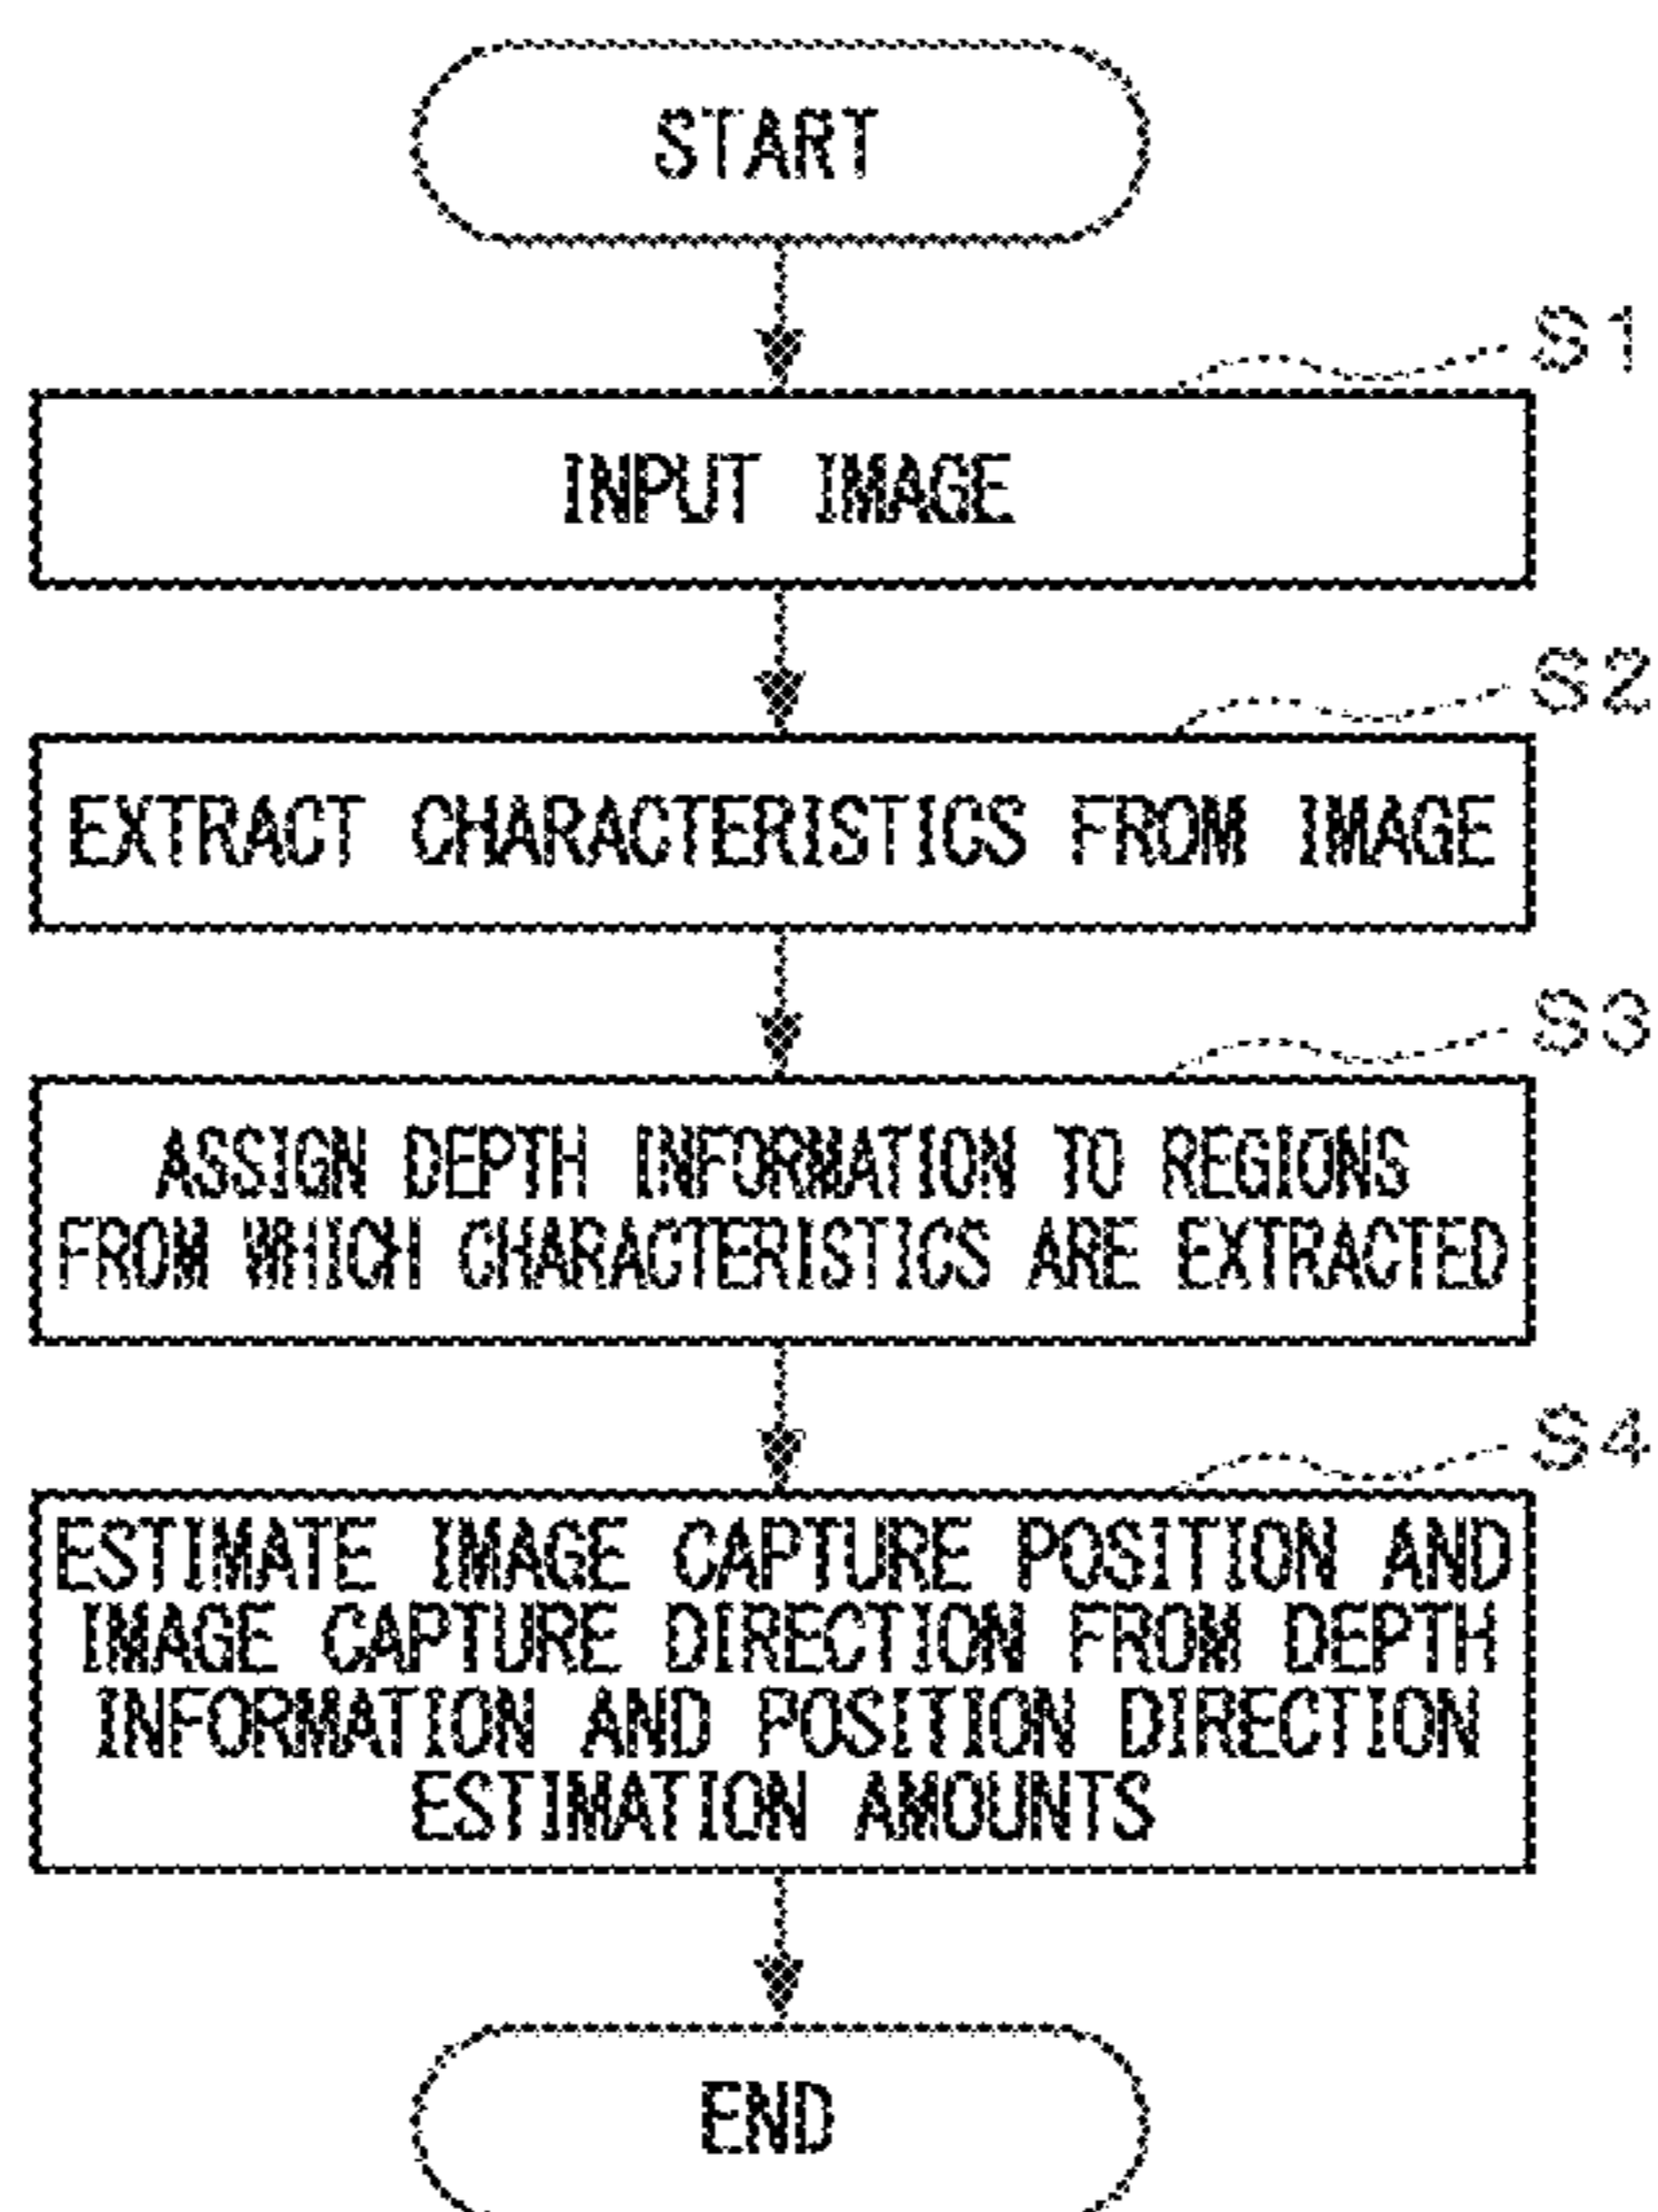 START
S1
INPUT IMAGE
S2
EXTRACT CHARACTERISTICS FROM IMAGE
S3
ASSIGN DEPTH INFORMATION TO REGIONS
FROM WHICH CHARACTERISTICS ARE EXTRACTED
S4
ESTIMATE IMAGE CAPTURE POSITION AND
IMAGE CAPTURE DIRECTION FROM DEPTH
INFORMATION AND POSITION DIRECTION
ESTIMATION AMOUNTS
END